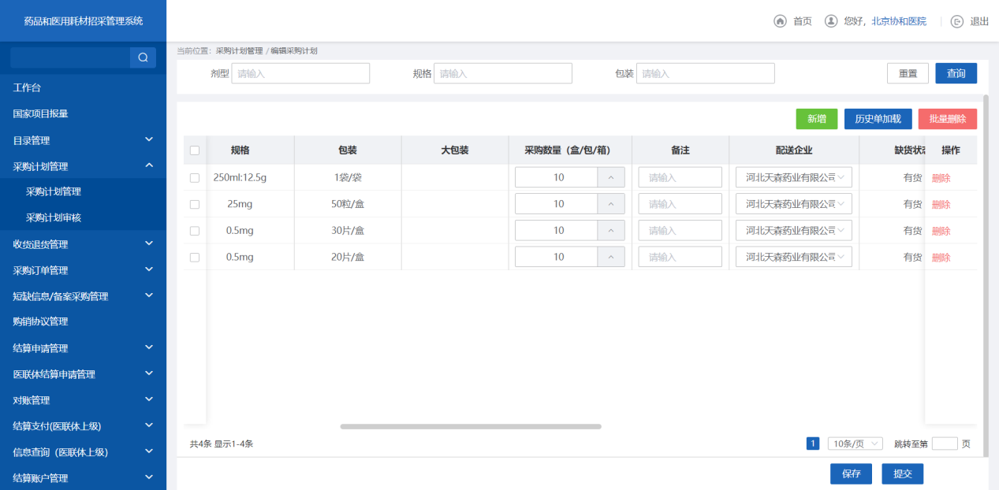 药品和医用耗材招采管理系统
首页 您好，北京协和医院 退出
当前位置：采购计划管理 / 编辑采购计划
剂型 请输入 规格 请输入 包装 请输入 重置 查询
工作台
国家项目报量
目录管理
采购计划管理
采购计划管理
采购计划审核
收货退货管理
采购订单管理
短缺信息/备案采购管理
购销协议管理
结算申请管理
医联体结算申请管理
对账管理
结算支付(医联体上级)
信息查询（医联体上级）
结算账户管理
新增 历史单加载 批量删除
规格 包装 大包装 采购数量（盒/包/箱） 备注 配送企业 缺货状 操作
250ml:12.5g 1袋/袋 10 请输入 河北天森药业有限公司 有货 删除
25mg 50粒/盒 10 请输入 河北天森药业有限公司 有货 删除
0.5mg 30片/盒 10 请输入 河北天森药业有限公司 有货 删除
0.5mg 20片/盒 10 请输入 河北天森药业有限公司 有货 删除
共4条 显示1-4条 1 10条/页 跳转至第 页
保存 提交